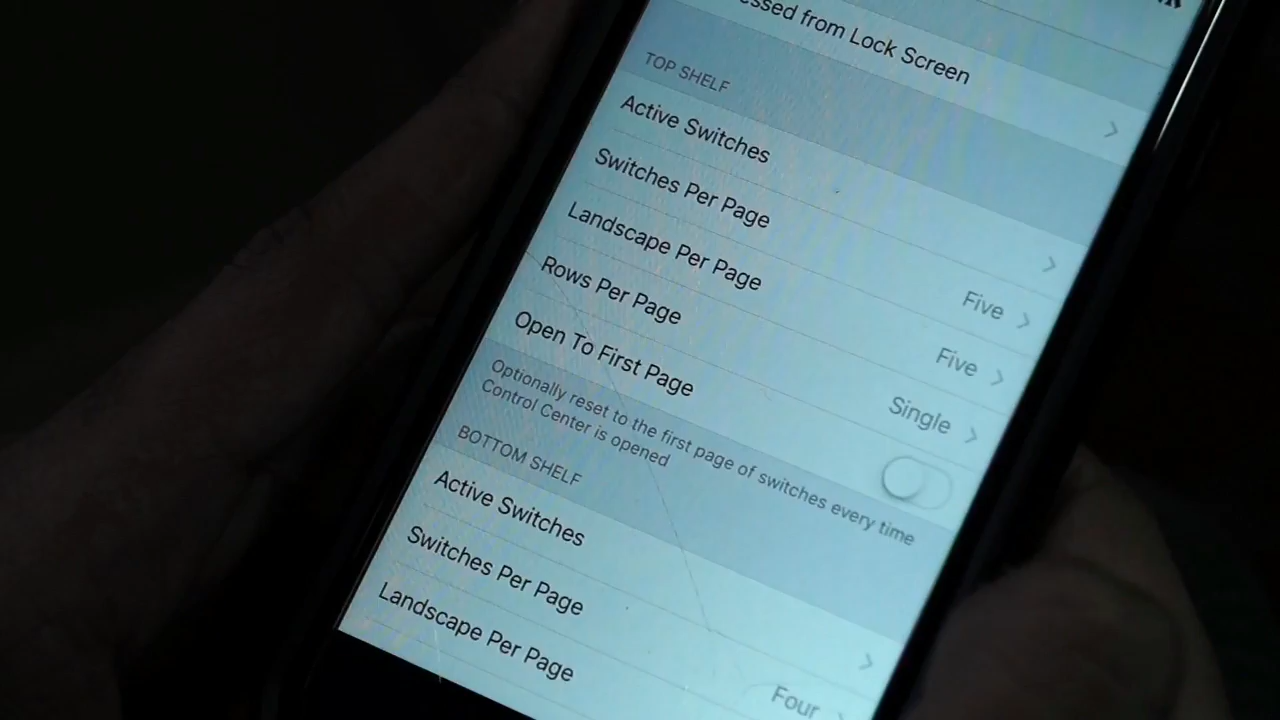 essed from Lock Screen
TOP SHELF
Active Switches
Switches Per Page Five
Landscape Per Page Five
Rows Per Page Single
Open To First Page
Optionally reset to the first page of switches every time
Control Center is opened
BOTTOM SHELF
Active Switches
Switches Per Page Four
Landscape Per Page